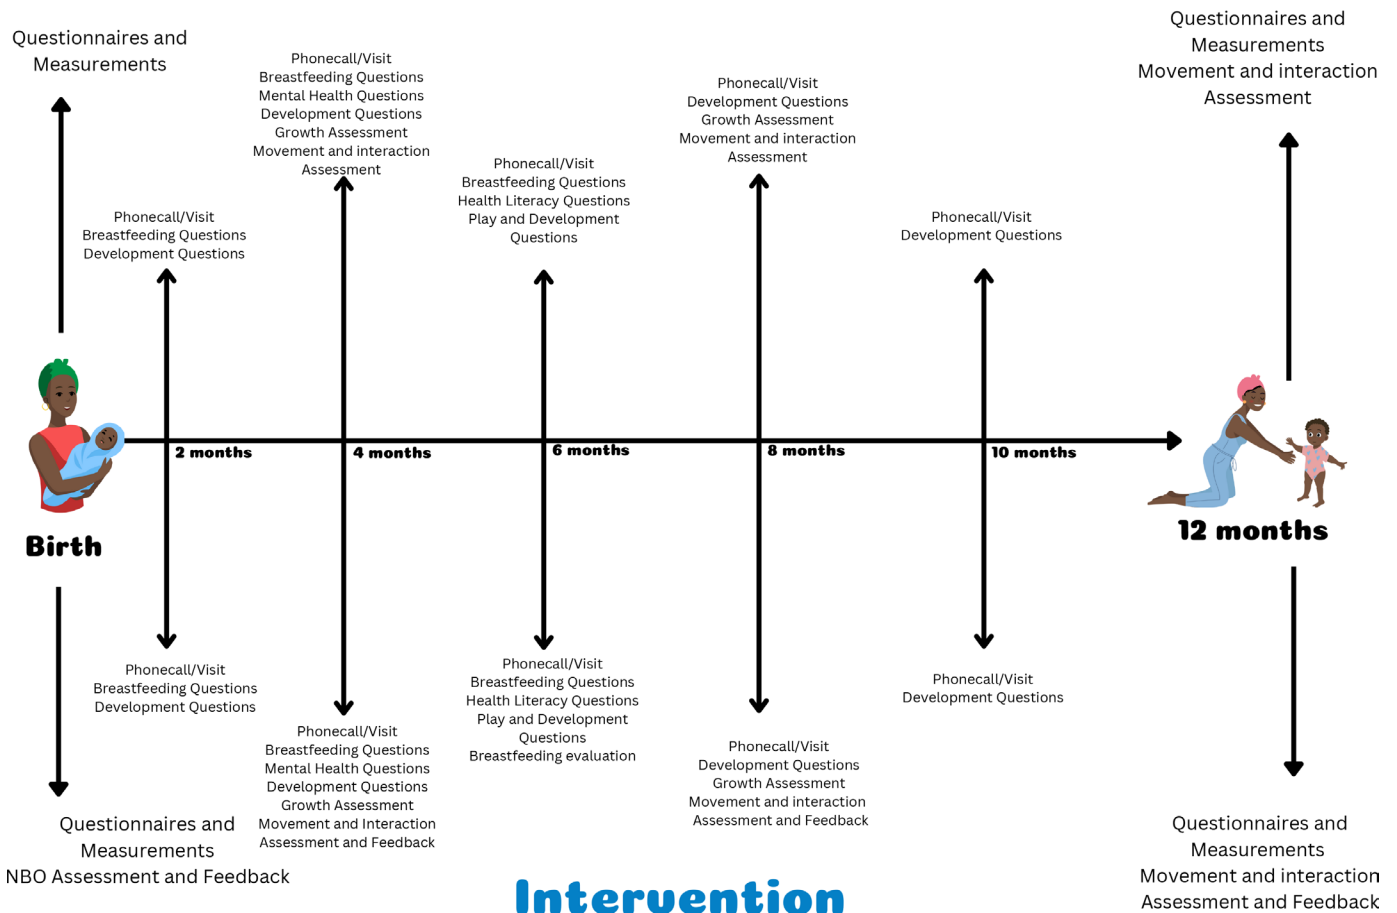 Questionnaires and
Measurements
Phonecall/Visit
Breastfeeding Questions
Development Questions
Phonecall/Visit
Breastfeeding Questions
Mental Health Questions
Development Questions
Growth Assessment
Movement and interaction
Assessment
Phonecall/Visit
Breastfeeding Questions
Health Literacy Questions
Play and Development
Questions
Phonecall/Visit
Development Questions
Growth Assessment
Movement and interaction
Assessment
Phonecall/Visit
Development Questions
Questionnaires and
Measurements
Movement and interaction
Assessment
Birth
2 months
4 months
6 months
8 months
10 months
12 months
Questionnaires and
Measurements
NBO Assessment and Feedback
Phonecall/Visit
Breastfeeding Questions
Development Questions
Phonecall/Visit
Breastfeeding Questions
Mental Health Questions
Development Questions
Growth Assessment
Movement and Interaction
Assessment and Feedback
Phonecall/Visit
Breastfeeding Questions
Health Literacy Questions
Play and Development
Questions
Breastfeeding evaluation
Phonecall/Visit
Development Questions
Growth Assessment
Movement and interaction
Assessment and Feedback
Phonecall/Visit
Development Questions
Questionnaires and
Measurements
Movement and interaction
Assessment and Feedback
Intervention